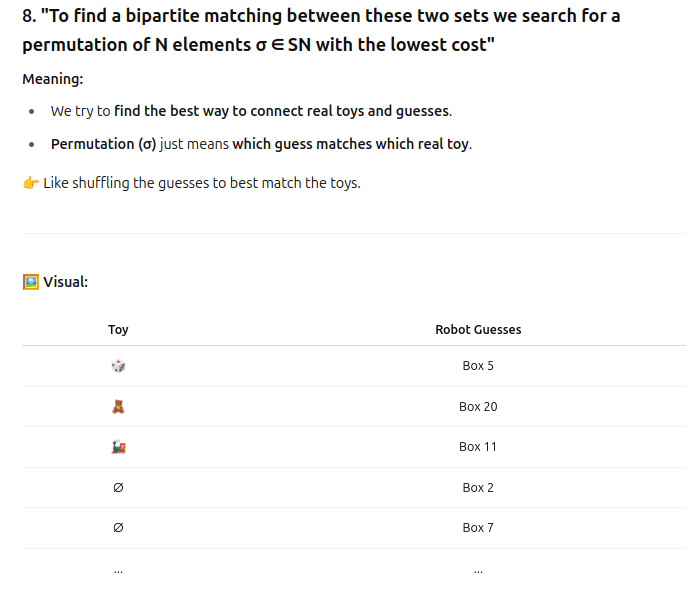 8. "To find a bipartite matching between these two sets we search for a
permutation of N elements σ ∈ SN with the lowest cost"
Meaning:
• We try to find the best way to connect real toys and guesses.
• Permutation (σ) just means which guess matches which real toy.
👉 Like shuffling the guesses to best match the toys.
🖼️ Visual:
Toy Robot Guesses
🎲 Box 5
🧸 Box 20
🚂 Box 11
∅ Box 2
∅ Box 7
... ...